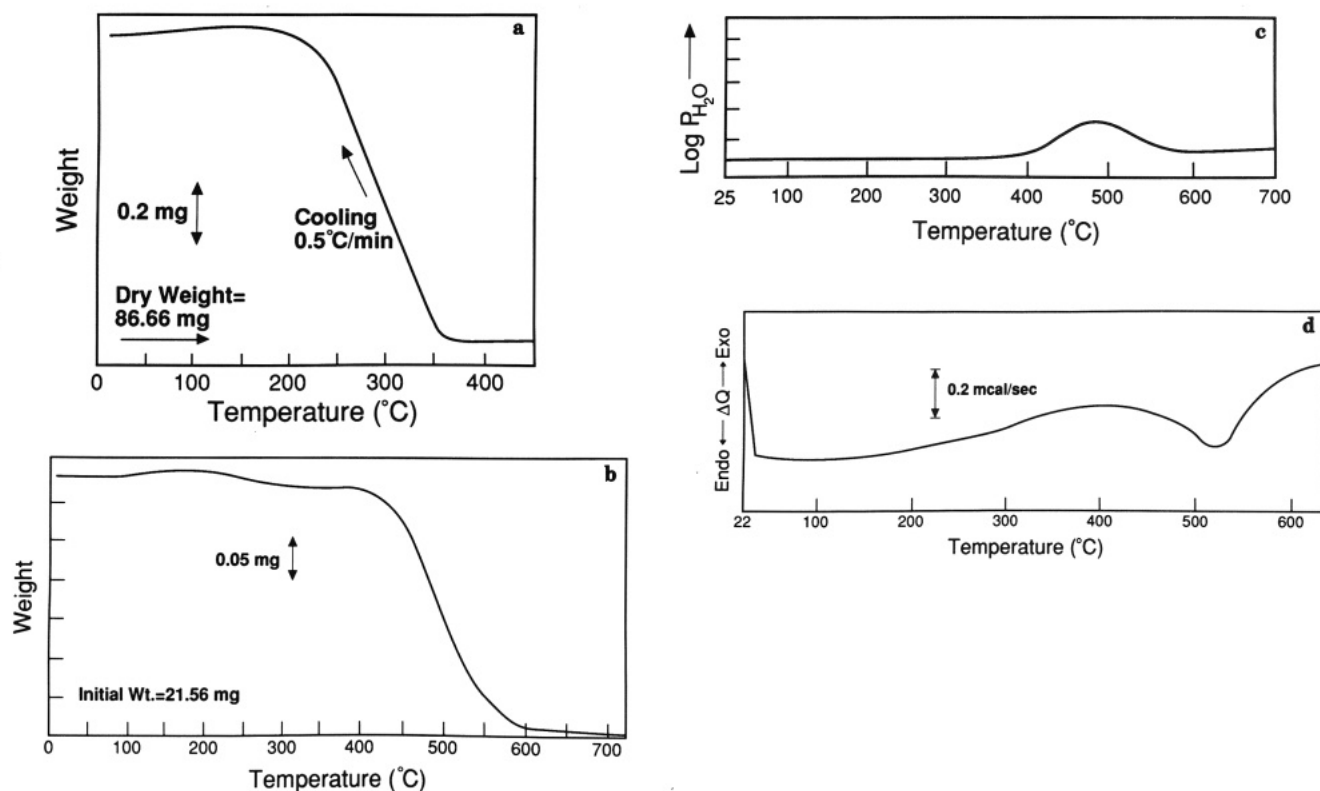 a
Weight
0.2 mg
Cooling
0.5°C/min
Dry Weight=
86.66 mg
0 100 200 300 400
Temperature (°C)
b
Weight
0.05 mg
Initial Wt.=21.56 mg
0 100 200 300 400 500 600 700
Temperature (°C)
c
Log P H2O
25 100 200 300 400 500 600 700
Temperature (°C)
d
Endo ← ΔQ → Exo
0.2 mcal/sec
22 100 200 300 400 500 600
Temperature (°C)